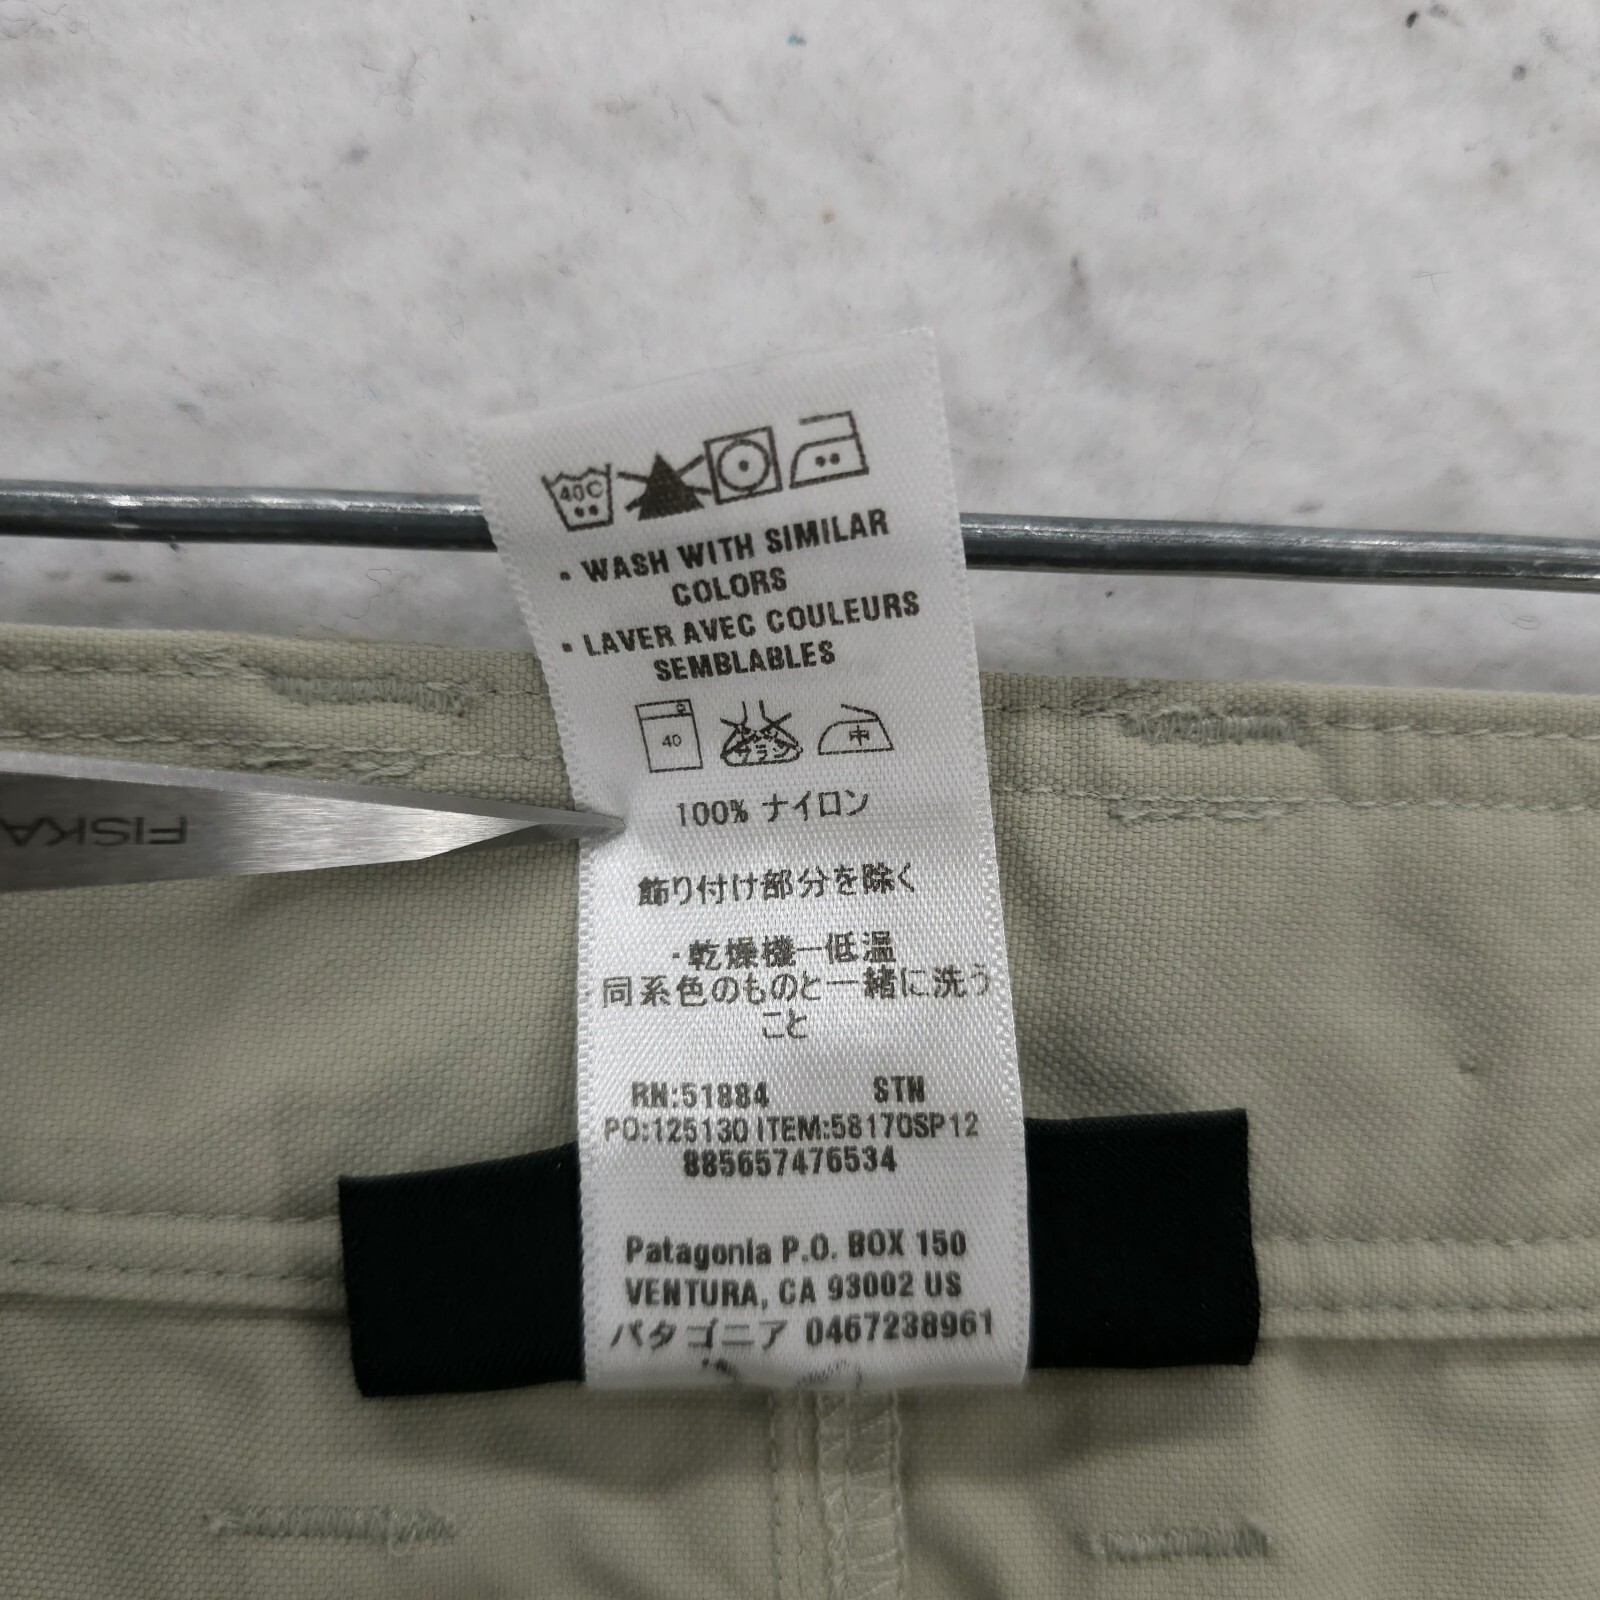 40C
• WASH WITH SIMILAR
COLORS
• LAVER AVEC COULEURS
SEMBLABLES
40 中
100% ナイロン
飾り付け部分を除く
・乾燥機ー低温
同系色のものと一緒に洗う
こと
RN:51884 STN
PO:125130 ITEM:58170SP12
885657476534
Patagonia P.O. BOX 150
VENTURA, CA 93002 US
パタゴニア 0467238961
FISKA